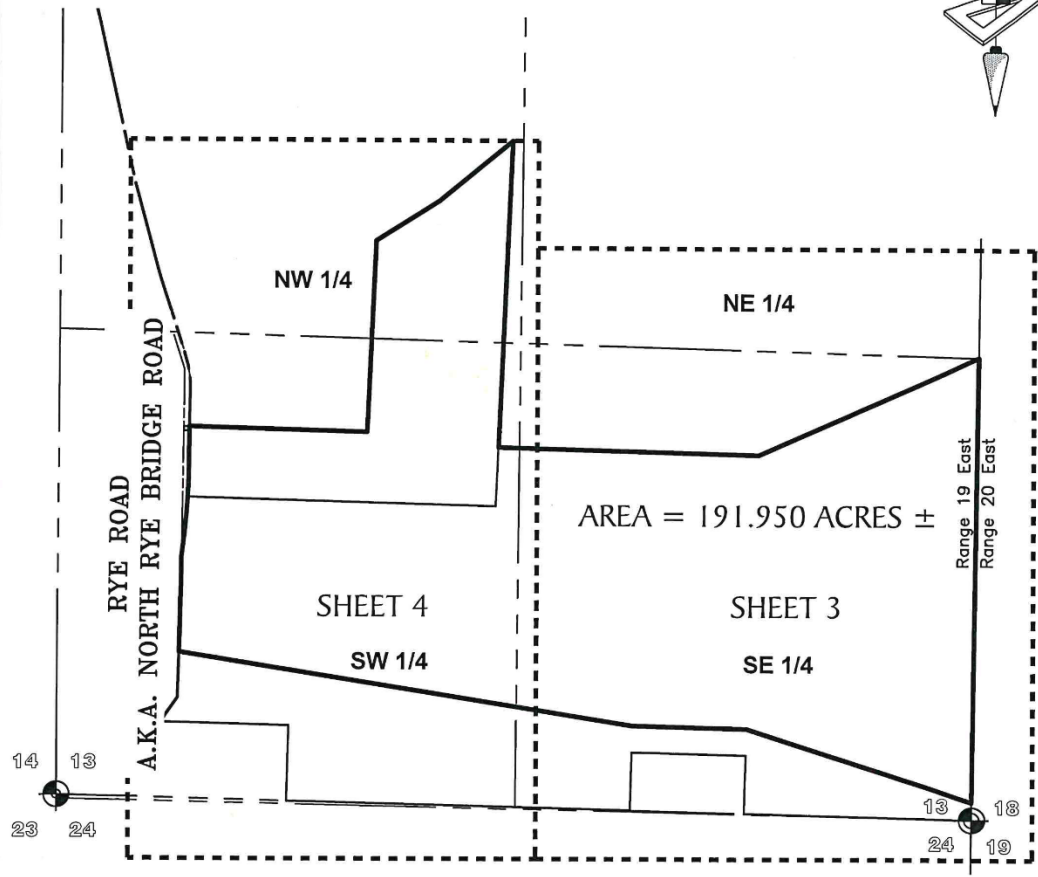 NW 1/4
NE 1/4
RYE ROAD
A.K.A. NORTH RYE BRIDGE ROAD
Range 19 East
Range 20 East
AREA = 191.950 ACRES ±
SHEET 4
SHEET 3
SW 1/4
SE 1/4
14 13
23 24
13 18
24 19